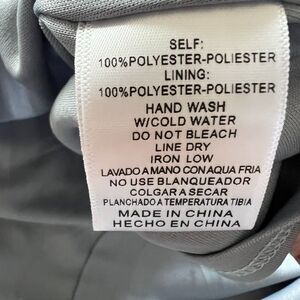 SELF:
100%POLYESTER-POLIESTER
LINING:
100%POLYESTER-POLIESTER
HAND WASH
W/COLD WATER
DO NOT BLEACH
LINE DRY
IRON LOW
LAVADO A MANO CON AQUA FRIA
NO USE BLANQUEADOR
COLGAR A SECAR
PLANCHADO A TEMPERATURA TIBIA
MADE IN CHINA
HECHO EN CHINA